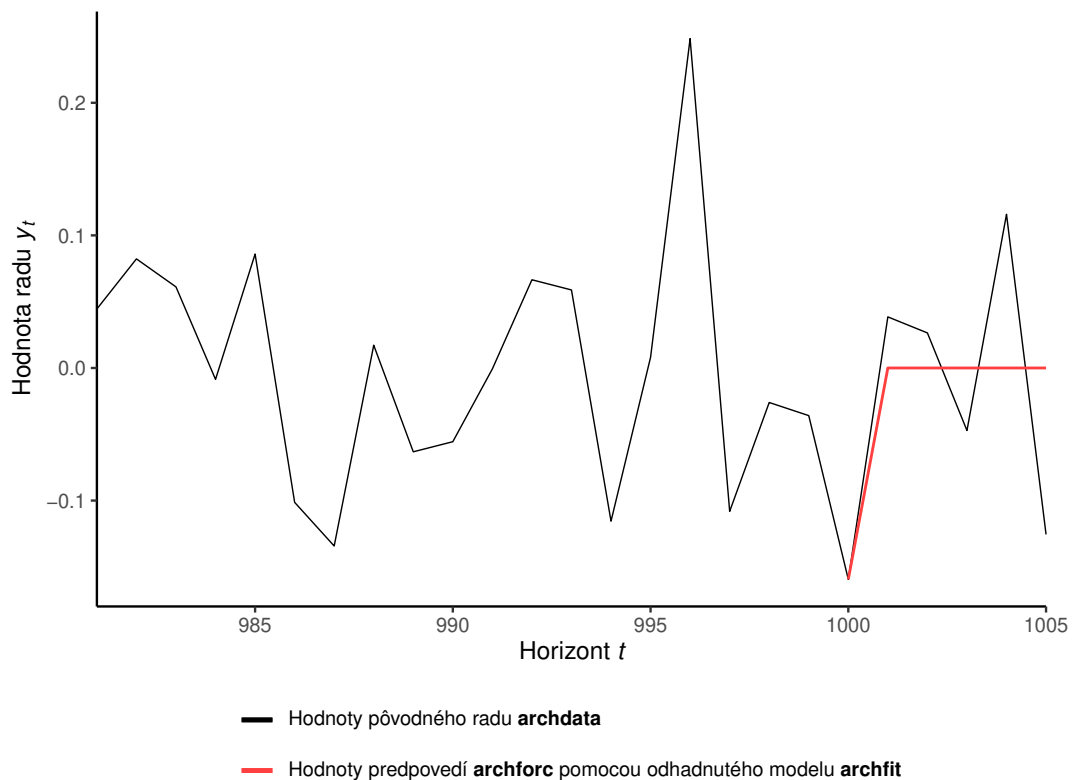 Hodnota radu yt
0.2
0.1
0.0
−0.1
985 990 995 1000 1005
Horizont t
Hodnoty pôvodného radu archdata
Hodnoty predpovedí archforc pomocou odhadnutého modelu archfit